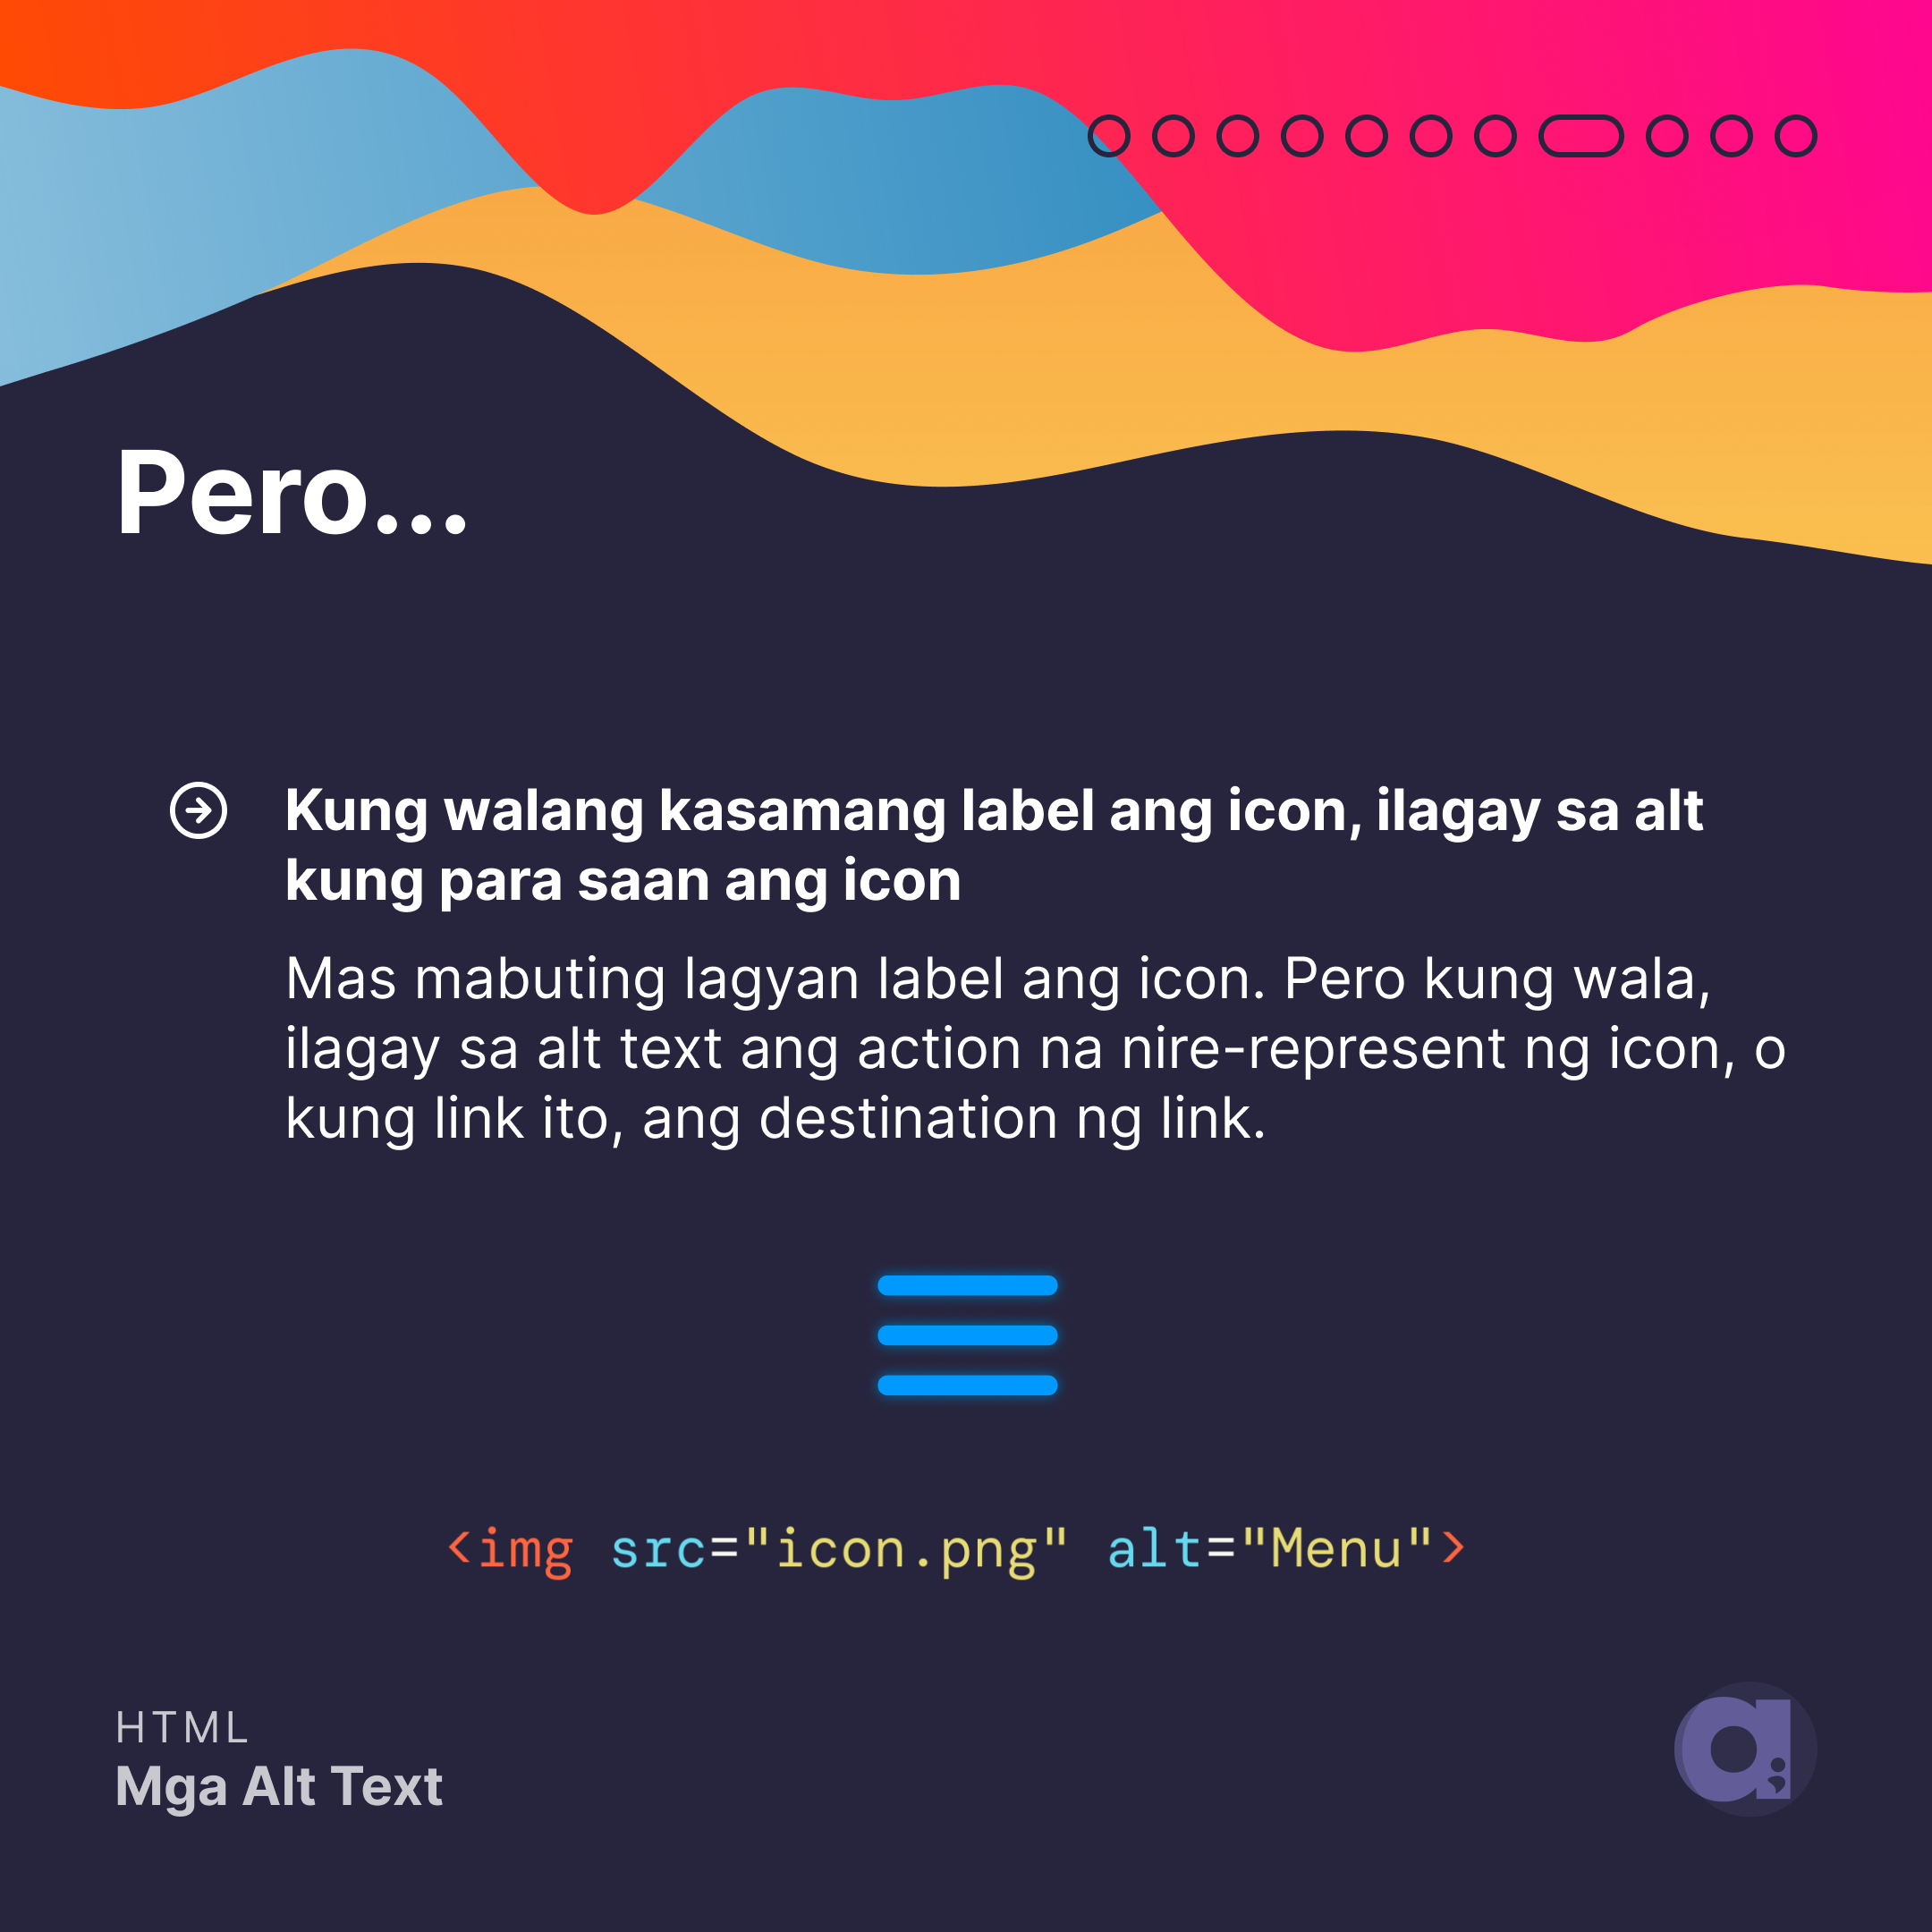 Pero...
Kung walang kasamang label ang icon, ilagay sa alt
kung para saan ang icon
Mas mabuting lagyan label ang icon. Pero kung wala,
ilagay sa alt text ang action na nire-represent ng icon, o
kung link ito, ang destination ng link.
<img src="icon.png" alt="Menu">
HTML
Mga Alt Text